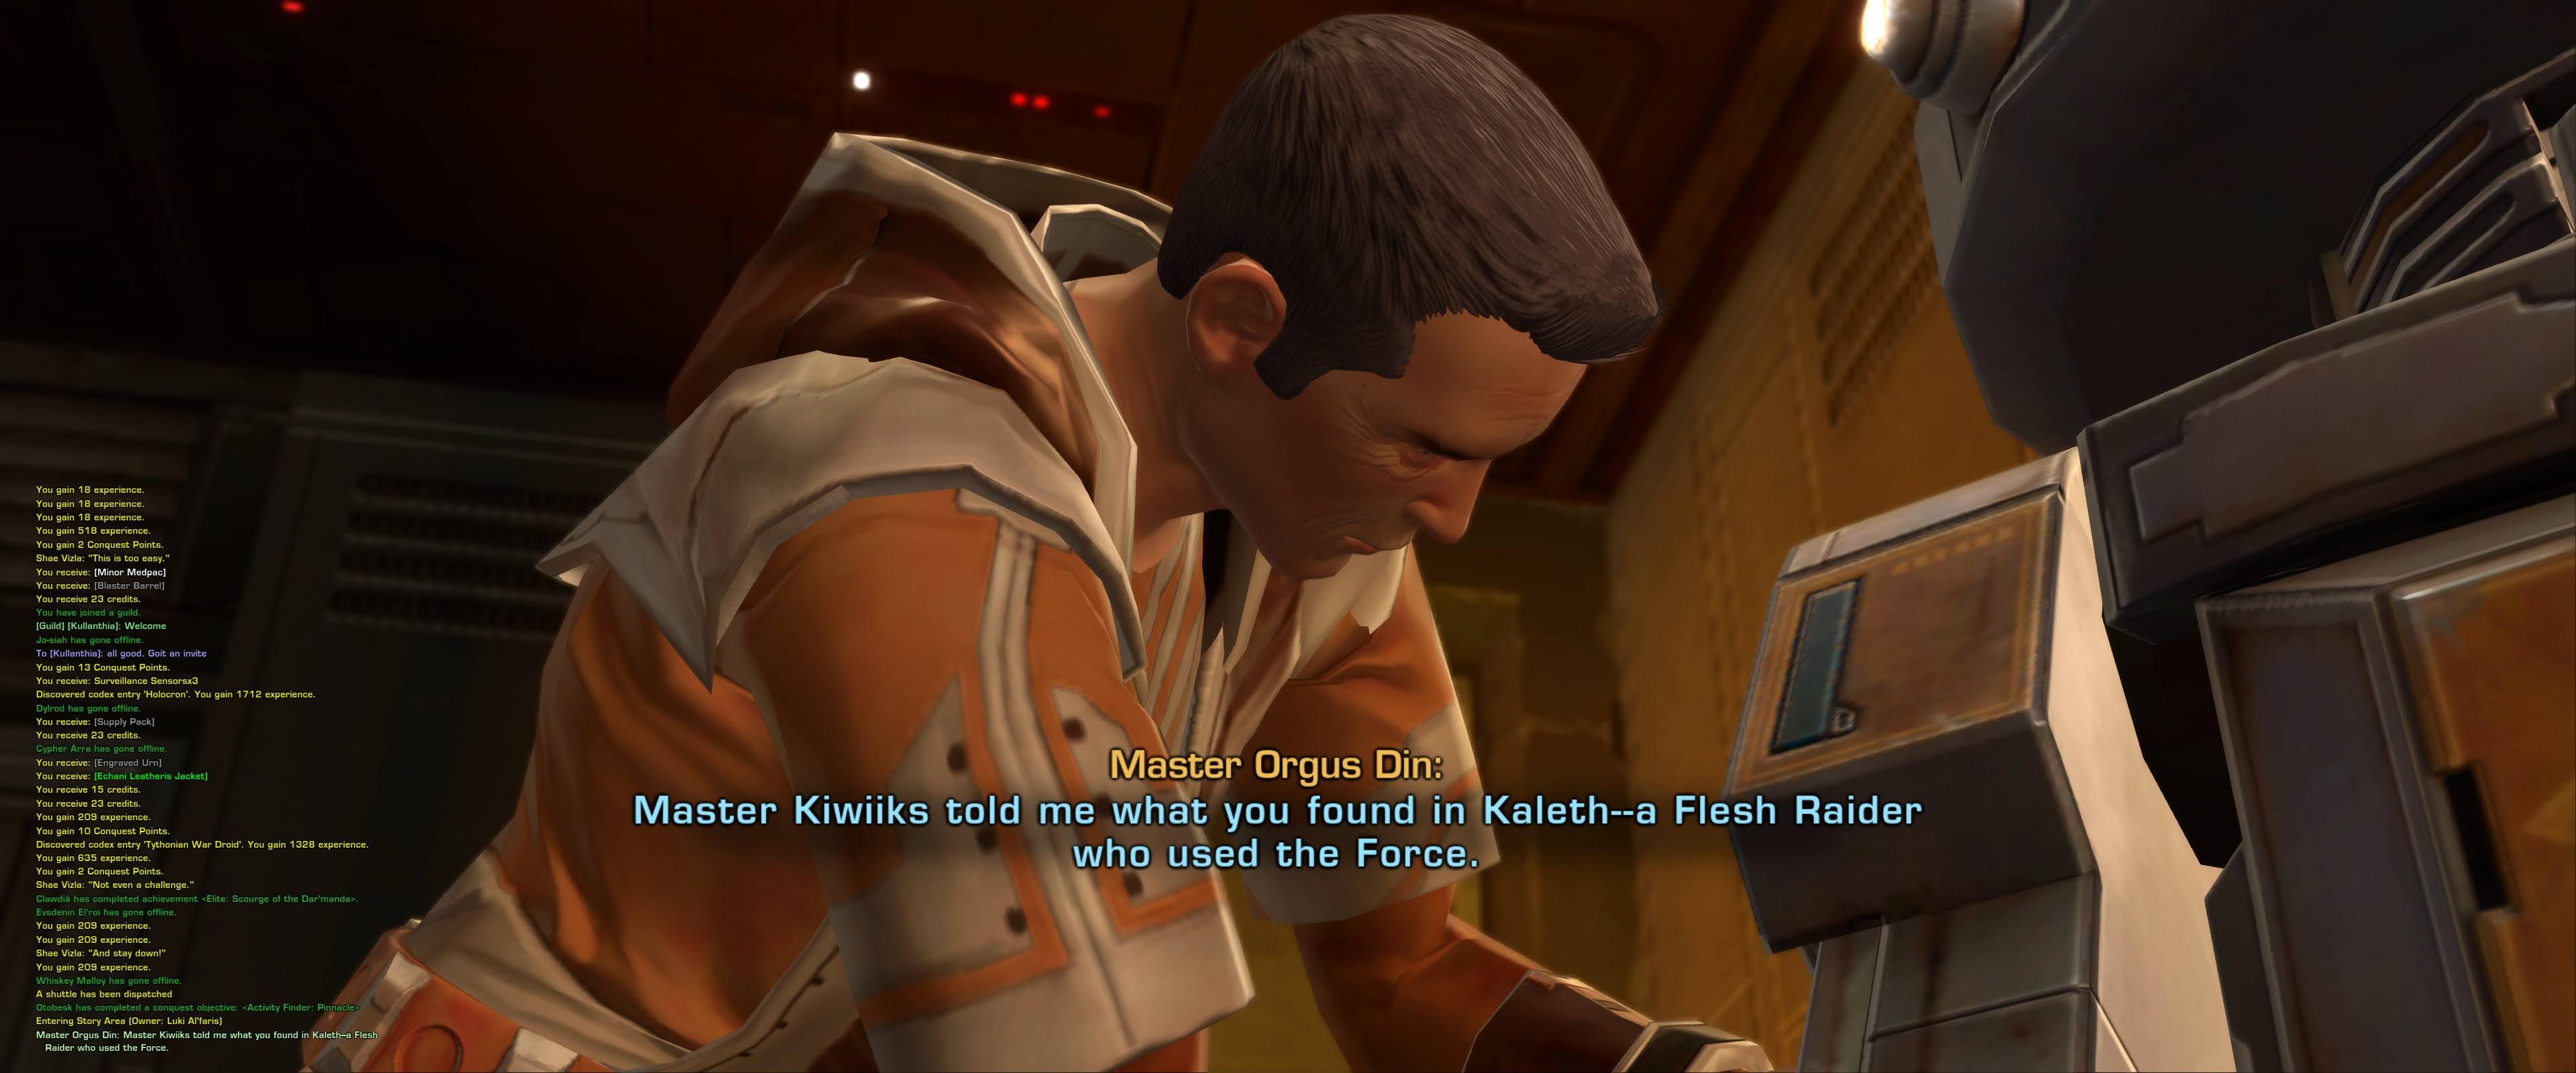 You gain 18 experience.
You gain 18 experience.
You gain 18 experience.
You gain 518 experience.
You gain 2 Conquest Points.
Shae Vizla: "This is too easy."
You receive: [Minor Medpac]
You receive: [Blaster Barrel]
You receive 23 credits.
You have joined a guild.
[Guild] [Kullanthia]: Welcome
Jo-siah has gone offline.
To [Kullanthia]: all good. Goit an invite
You gain 13 Conquest Points.
You receive: Surveillance Sensorsx3
Discovered codex entry 'Holocron'. You gain 1712 experience.
Dylrod has gone offline.
You receive: [Supply Pack]
You receive 23 credits.
Cypher Arra has gone offline.
You receive: [Engraved Urn]
You receive: [Echani Leatheris Jacket]
You receive 15 credits.
You receive 23 credits.
You gain 209 experience.
You gain 10 Conquest Points.
Discovered codex entry 'Tythonian War Droid'. You gain 1328 experience.
You gain 635 experience.
You gain 2 Conquest Points.
Shae Vizla: "Not even a challenge."
Clawdiâ has completed achievement <Elite: Scourge of the Dar'manda>.
Evsdenin El'roi has gone offline.
You gain 209 experience.
You gain 209 experience.
Shae Vizla: "And stay down!"
You gain 209 experience.
Whiskey Malloy has gone offline.
A shuttle has been dispatched
Otobesk has completed a conquest objective: <Activity Finder: Pinnacle>
Entering Story Area (Owner: Luki Al'faris)
Master Orgus Din: Master Kiwiiks told me what you found in Kaleth--a Flesh
Raider who used the Force.
Master Orgus Din:
Master Kiwiiks told me what you found in Kaleth--a Flesh Raider
who used the Force.